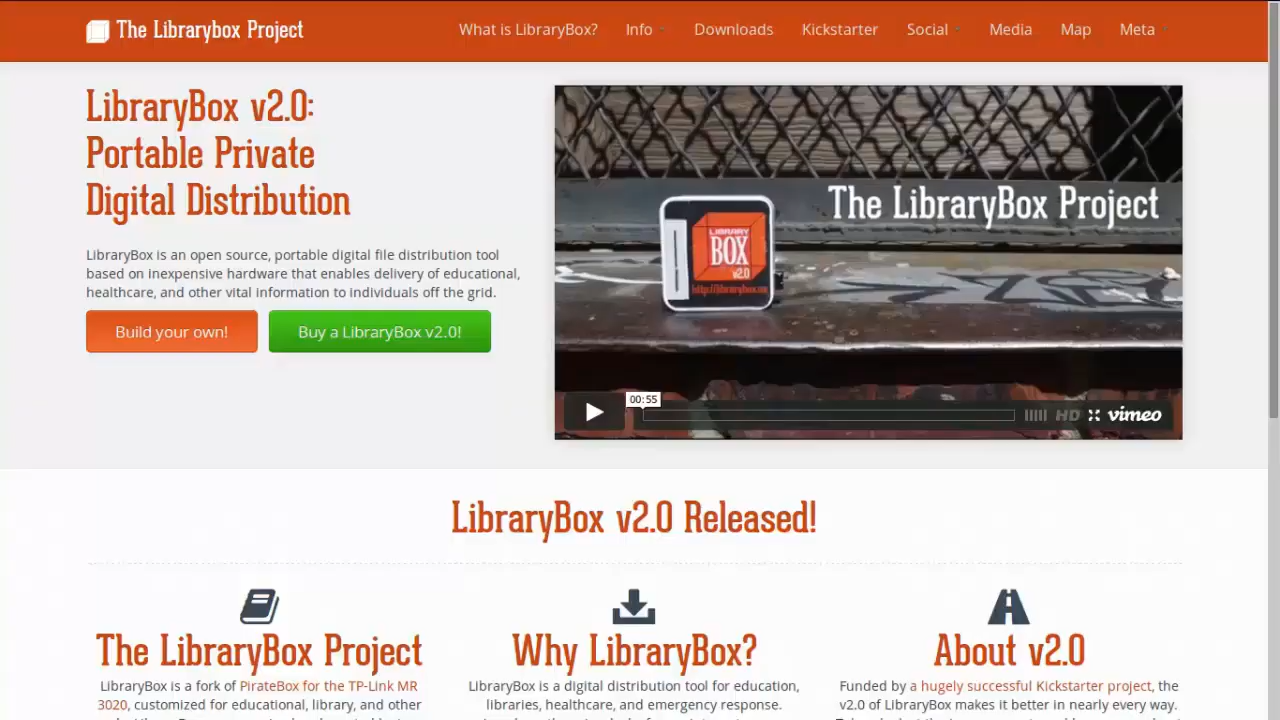 The Librarybox Project
What is LibraryBox? Info Downloads Kickstarter Social Media Map Meta
LibraryBox v2.0:
Portable Private
Digital Distribution
LibraryBox is an open source, portable digital file distribution tool
based on inexpensive hardware that enables delivery of educational,
healthcare, and other vital information to individuals off the grid.
Build your own! Buy a LibraryBox v2.0!
The LibraryBox Project
LIBRARY
BOX
v2.0
00:55
HD vimeo
LibraryBox v2.0 Released!
The LibraryBox Project
LibraryBox is a fork of PirateBox for the TP-Link MR
3020, customized for educational, library, and other
Why LibraryBox?
LibraryBox is a digital distribution tool for education,
libraries, healthcare, and emergency response.
About v2.0
Funded by a hugely successful Kickstarter project, the
v2.0 of LibraryBox makes it better in nearly every way.